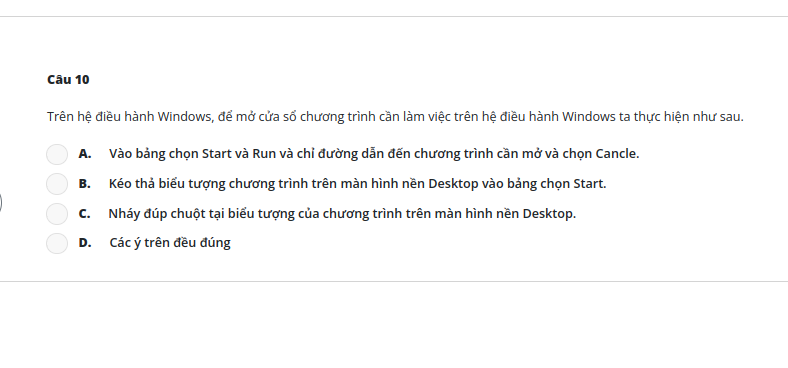 Câu 10
Trên hệ điều hành Windows, để mở cửa sổ chương trình cần làm việc trên hệ điều hành Windows ta thực hiện như sau.
A. Vào bảng chọn Start và Run và chỉ đường dẫn đến chương trình cần mở và chọn Cancle.
B. Kéo thả biểu tượng chương trình trên màn hình nền Desktop vào bảng chọn Start.
C. Nháy đúp chuột tại biểu tượng của chương trình trên màn hình nền Desktop.
D. Các ý trên đều đúng